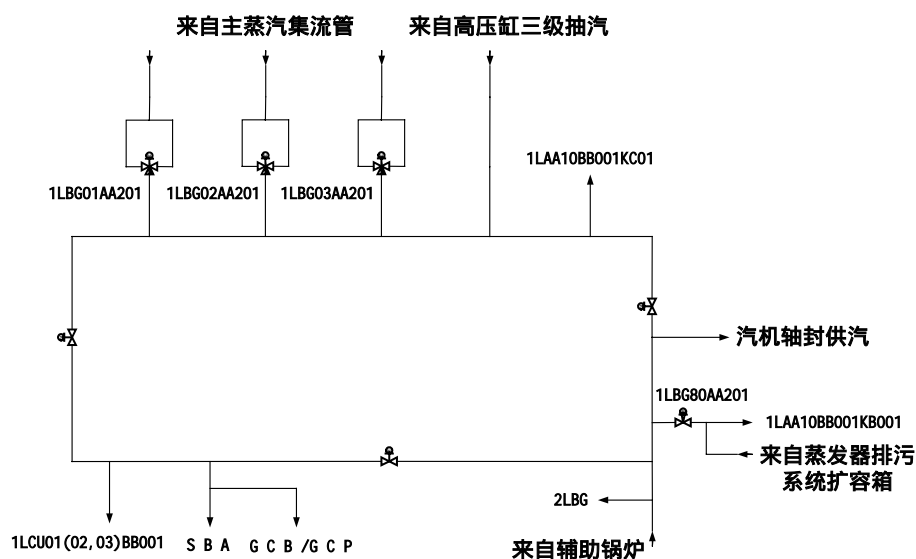 来自主蒸汽集流管
来自高压缸三级抽汽
1LAA10BB001KC01
1LBG01AA201
1LBG02AA201
1LBG03AA201
汽机轴封供汽
1LBG80AA201
1LAA10BB001KB001
来自蒸发器排污
系统扩容箱
2LBG
1LCU01(02,03)BB001
SBA
GCB/GCP
来自辅助锅炉